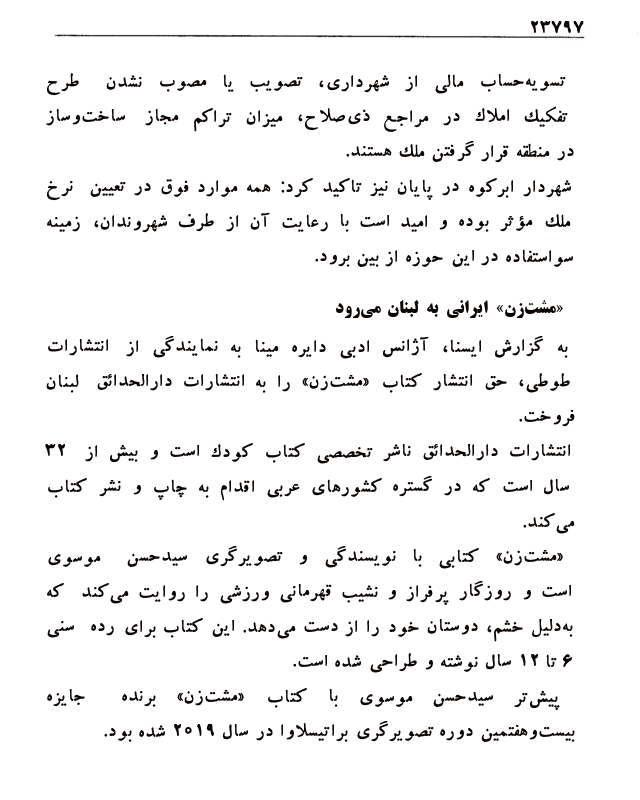 ۲۳۷۹۷
تسویه‌حساب مالی از شهرداری، تصویب یا مصوب نشدن طرح
تفکیك املاك در مراجع ذی‌صلاح، میزان تراکم مجاز ساخت‌وساز
در منطقه قرار گرفتن ملك هستند.
شهردار ابرکوه در پایان نیز تاکید کرد: همه موارد فوق در تعیین نرخ
ملك مؤثر بوده و امید است با رعایت آن از طرف شهروندان، زمینه
سواستفاده در این حوزه از بین برود.
«مشت‌زن» ایرانی به لبنان می‌رود
به گزارش ایسنا، آژانس ادبی دایره مینا به نمایندگی از انتشارات
طوطی، حق انتشار کتاب «مشت‌زن» را به انتشارات دارالحدائق لبنان
فروخت.
انتشارات دارالحدائق ناشر تخصصی کتاب کودك است و بیش از ۳۲
سال است که در گستره کشورهای عربی اقدام به چاپ و نشر کتاب
می‌کند.
«مشت‌زن» کتابی با نویسندگی و تصویرگری سیدحسن موسوی
است و روزگار پرفراز و نشیب قهرمانی ورزشی را روایت می‌کند که
به‌دلیل خشم، دوستان خود را از دست می‌دهد. این کتاب برای رده سنی
۶ تا ۱۲ سال نوشته و طراحی شده است.
پیش‌تر سیدحسن موسوی با کتاب «مشت‌زن» برنده جایزه
بیست‌وهفتمین دوره تصویرگری براتیسلاوا در سال ۲۰۱۹ شده بود.